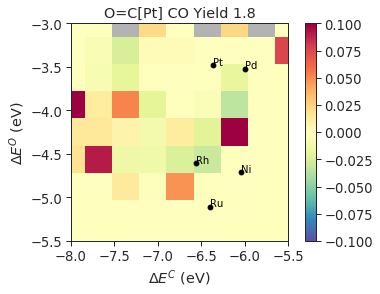 O=C[Pt] CO Yield 1.8
−3.0
−3.5
−4.0
−4.5
−5.0
−5.5
ΔE^O (eV)
Pt
Pd
Rh
Ni
Ru
−8.0 −7.5 −7.0 −6.5 −6.0 −5.5
ΔE^C (eV)
0.100
0.075
0.050
0.025
0.000
−0.025
−0.050
−0.075
−0.100